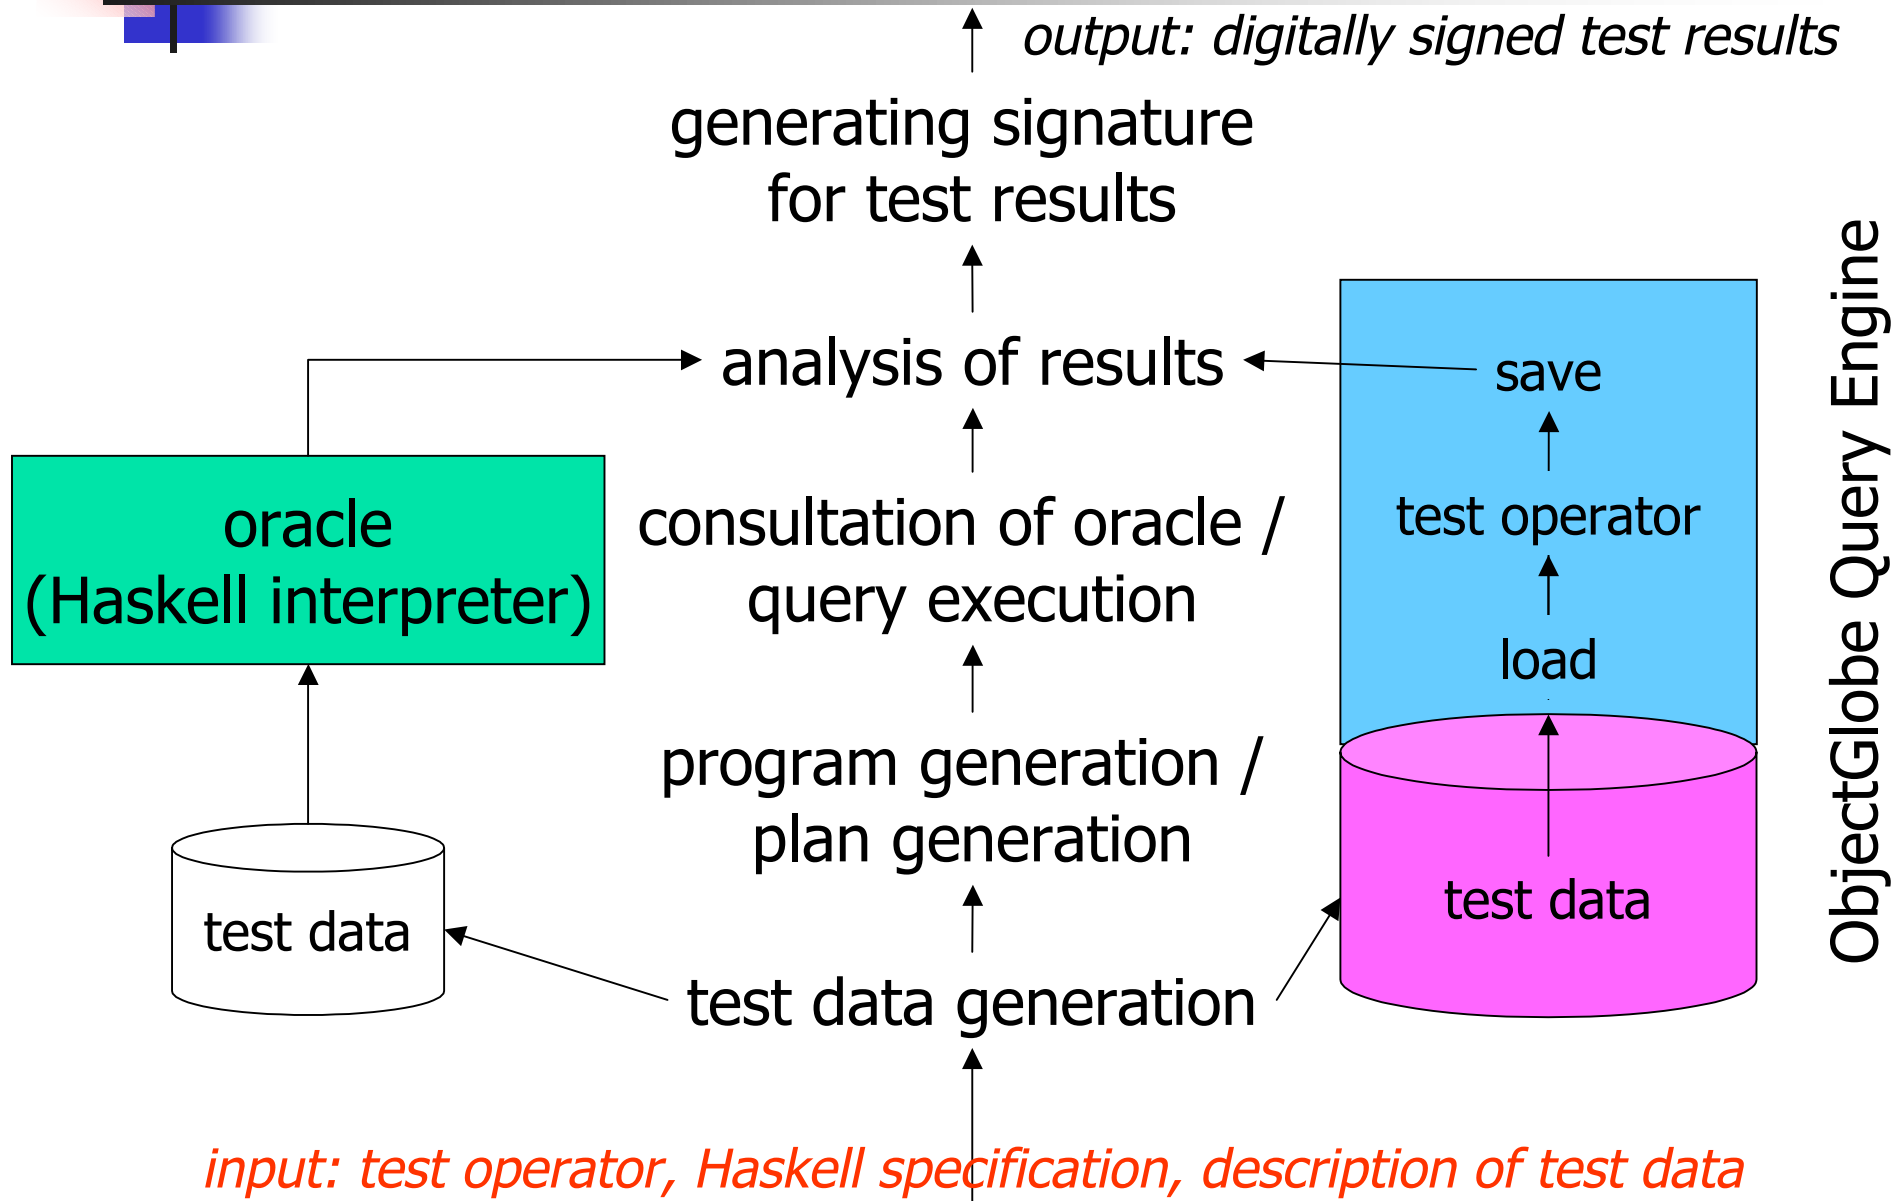 output: digitally signed test results
generating signature
for test results
analysis of results
save
oracle
(Haskell interpreter)
consultation of oracle /
query execution
test operator
load
program generation /
plan generation
test data
test data
test data generation
ObjectGlobe Query Engine
input: test operator, Haskell specification, description of test data